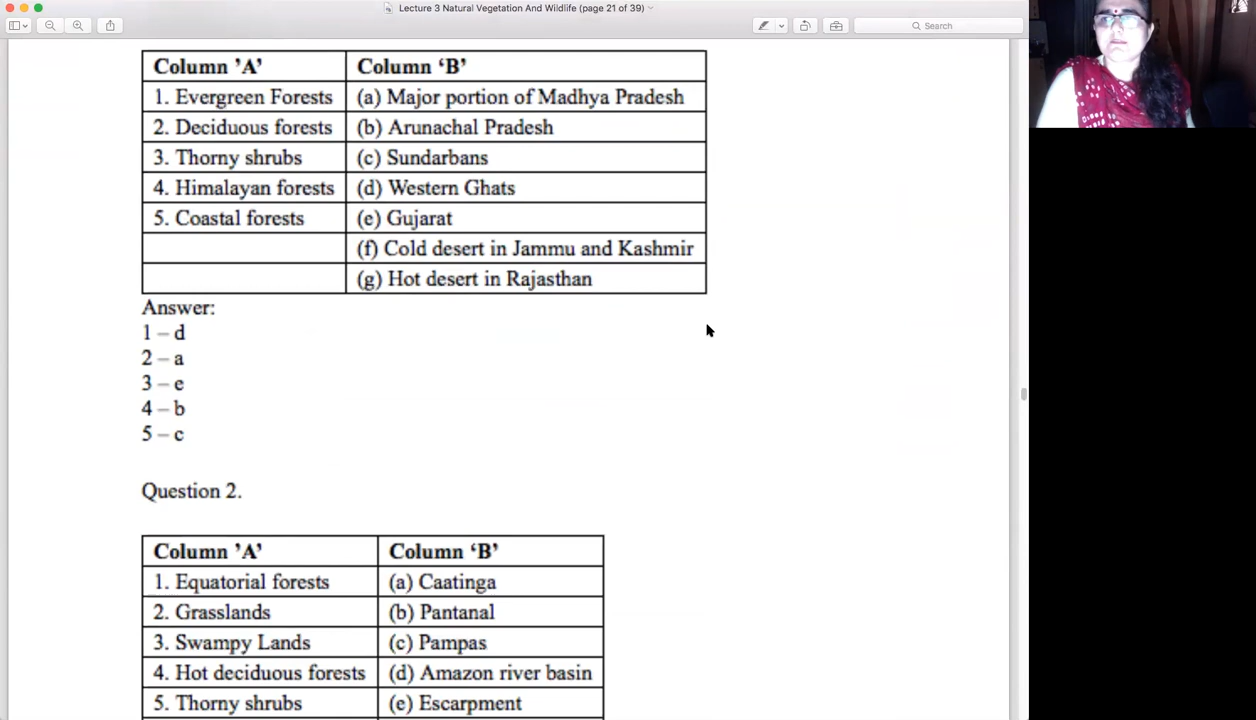 Lecture 3 Natural Vegetation And Wildlife (page 21 of 39)
Search
Column ’A’ Column ‘B’
1. Evergreen Forests (a) Major portion of Madhya Pradesh
2. Deciduous forests (b) Arunachal Pradesh
3. Thorny shrubs (c) Sundarbans
4. Himalayan forests (d) Western Ghats
5. Coastal forests (e) Gujarat
(f) Cold desert in Jammu and Kashmir
(g) Hot desert in Rajasthan
Answer:
1 – d
2 – a
3 – e
4 – b
5 – c
Question 2.
Column ’A’ Column ‘B’
1. Equatorial forests (a) Caatinga
2. Grasslands (b) Pantanal
3. Swampy Lands (c) Pampas
4. Hot deciduous forests (d) Amazon river basin
5. Thorny shrubs (e) Escarpment